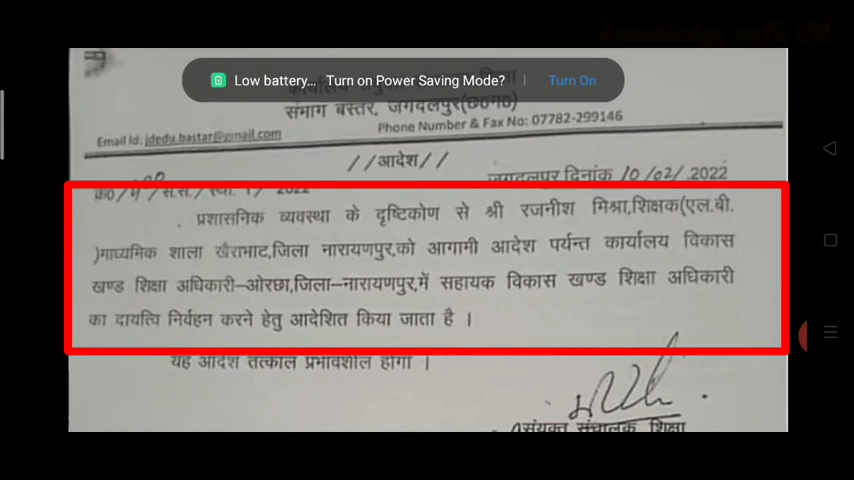 Low battery... Turn on Power Saving Mode? Turn On
संभाग बस्तर, जगदलपुर(छ0ग0)
Phone Number & Fax No: 07782-299146
Email Id: jdedu.bastar@gmail.com
//आदेश//
जगदलपुर दिनांक 10/02/.2022
प्रशासनिक व्यवस्था के दृष्टिकोण से श्री रजनीश मिश्रा,शिक्षक(एल.बी.
)माध्यमिक शाला खैराभाट,जिला नारायणपुर,को आगामी आदेश पर्यन्त कार्यालय विकास
खण्ड शिक्षा अधिकारी–ओरछा,जिला–नारायणपुर,में सहायक विकास खण्ड शिक्षा अधिकारी
का दायत्वि निर्वहन करने हेतु आदेशित किया जाता है ।
यह आदेश तत्काल प्रभावशील होगा ।
संयुक्त संचालक शिक्षा